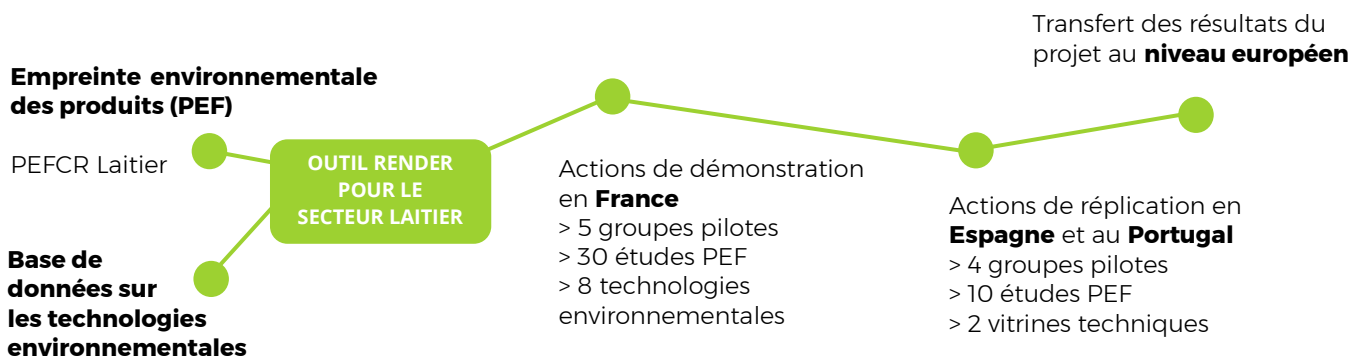 Empreinte environnementale
des produits (PEF)
PEFCR Laitier
Base de
données sur
les technologies
environnementales
OUTIL RENDER
POUR LE
SECTEUR LAITIER
Actions de démonstration
en France
> 5 groupes pilotes
> 30 études PEF
> 8 technologies
environnementales
Actions de réplication en
Espagne et au Portugal
> 4 groupes pilotes
> 10 études PEF
> 2 vitrines techniques
Transfert des résultats du
projet au niveau européen